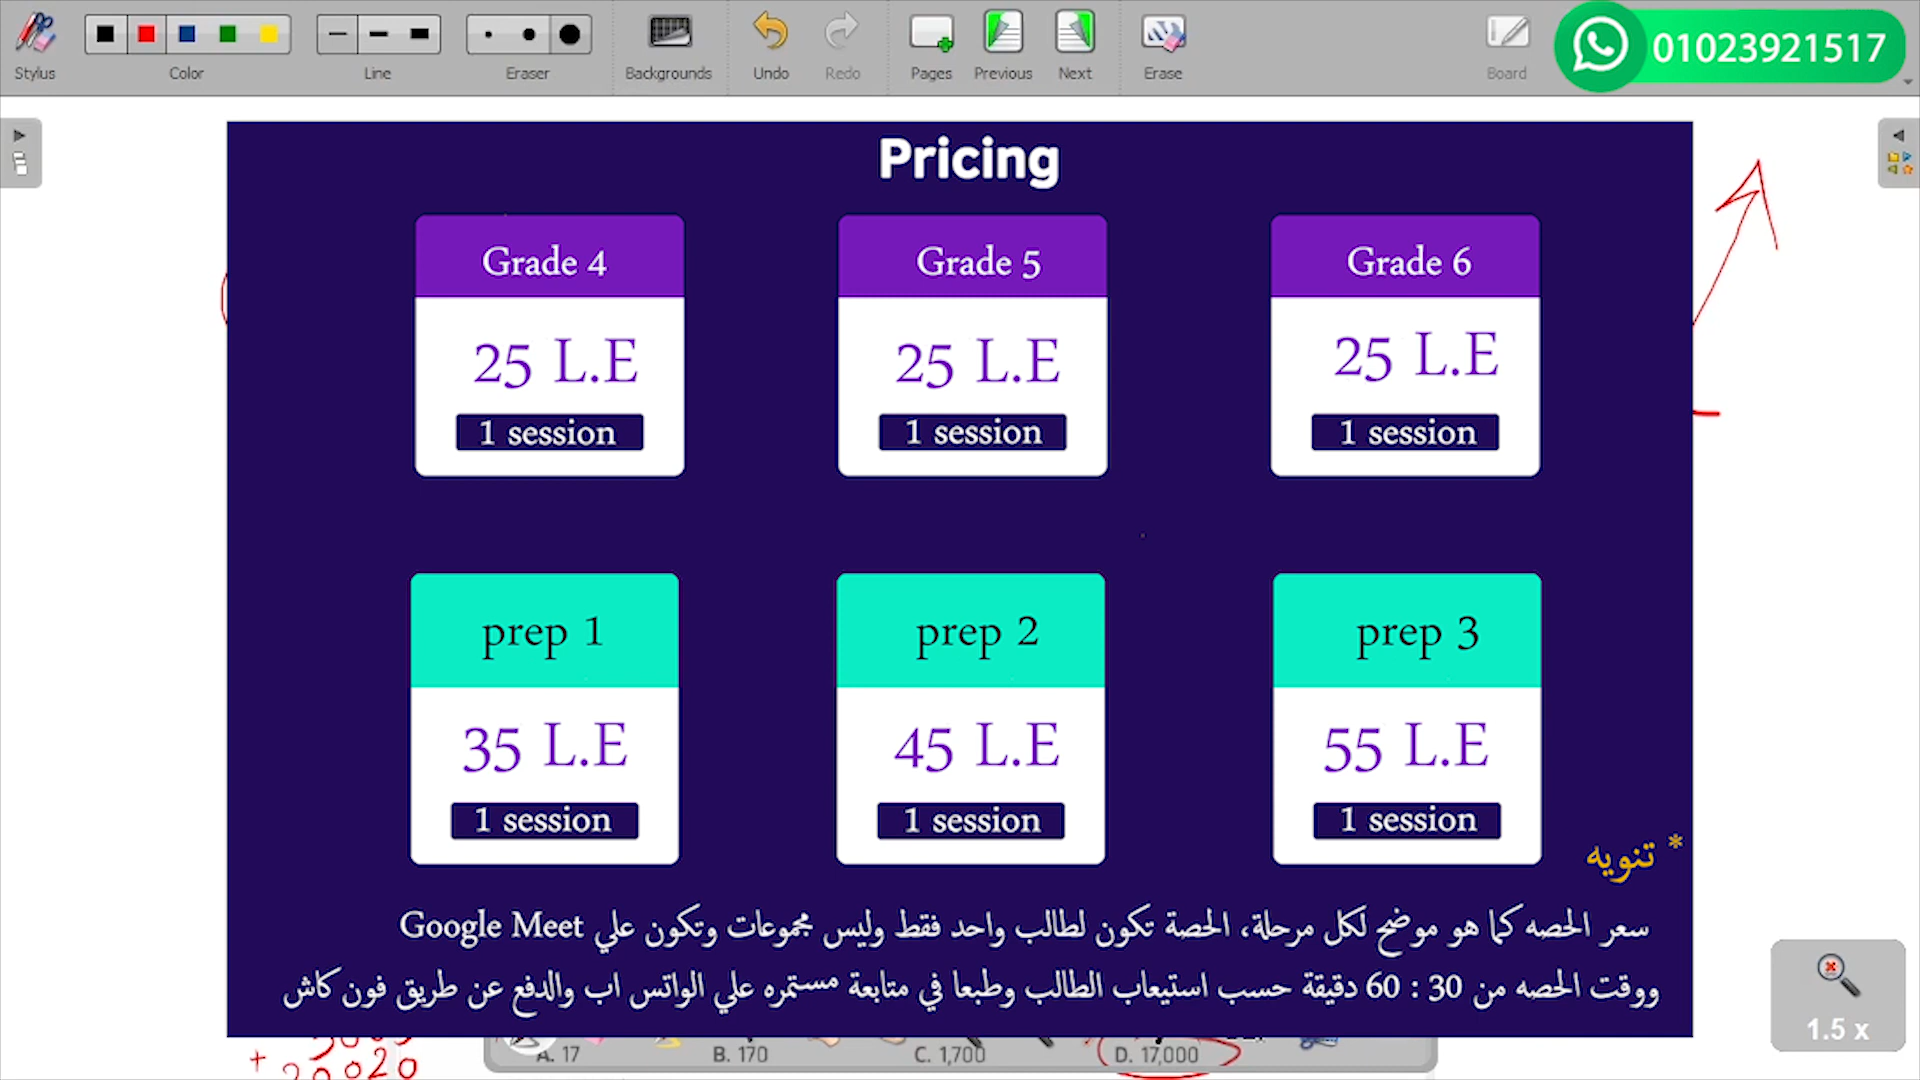 Stylus
Color
Line
Eraser
Backgrounds
Undo
Redo
Pages
Previous
Next
Erase
Board
01023921517
Pricing
Grade 4
25 L.E
1 session
Grade 5
25 L.E
1 session
Grade 6
25 L.E
1 session
prep 1
35 L.E
1 session
prep 2
45 L.E
1 session
prep 3
55 L.E
1 session
* تنويه
سعر الحصه كما هو موضح لكل مرحلة، الحصة تكون لطالب واحد فقط وليس مجموعات وتكون علي Google Meet
ووقت الحصه من 30 : 60 دقيقة حسب استيعاب الطالب وطبعا في متابعة مستمره علي الواتس اب والدفع عن طريق فون كاش
A. 17 B. 170 C. 1,700 D. 17,000
1.5 x